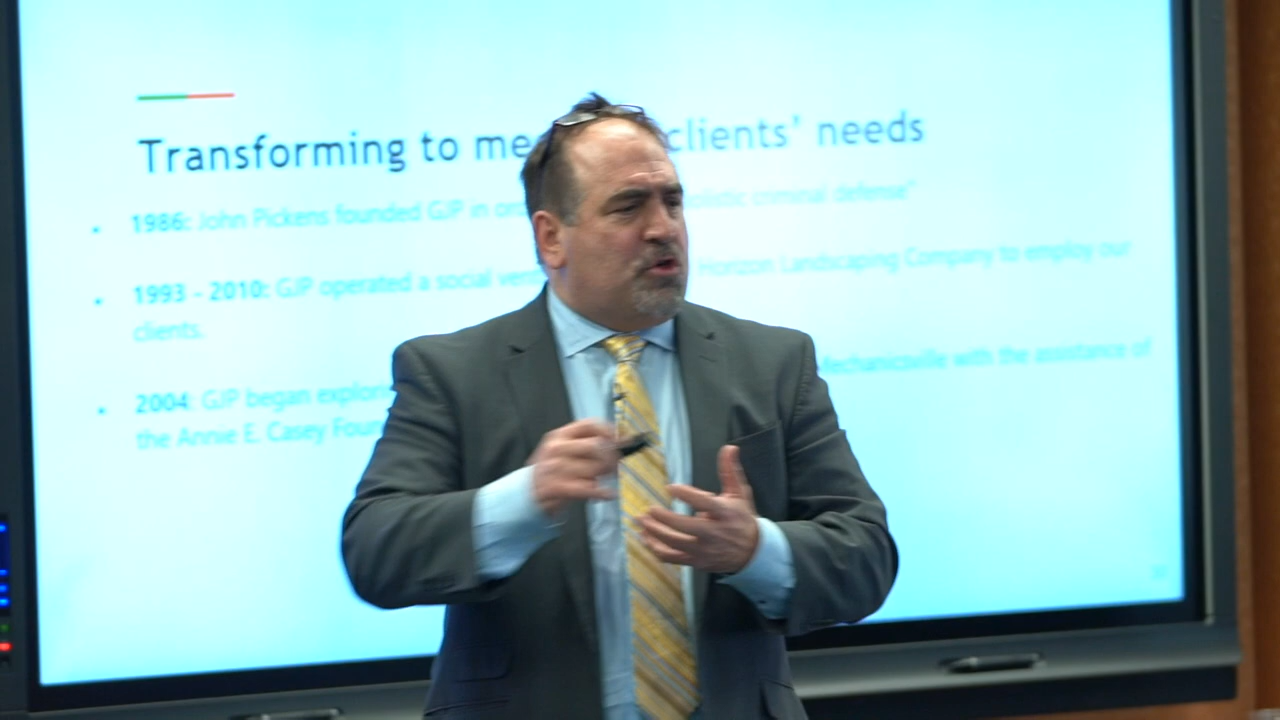 Transforming to me clients' needs
1986: John Pickens founded GJP in or olistic criminal defense"
1993 - 2010: GJP operated a social ven Horizon Landscaping Company to employ our
clients.
2004: GJP began explor Mechanicsville with the assistance of
the Annie E. Casey Foun